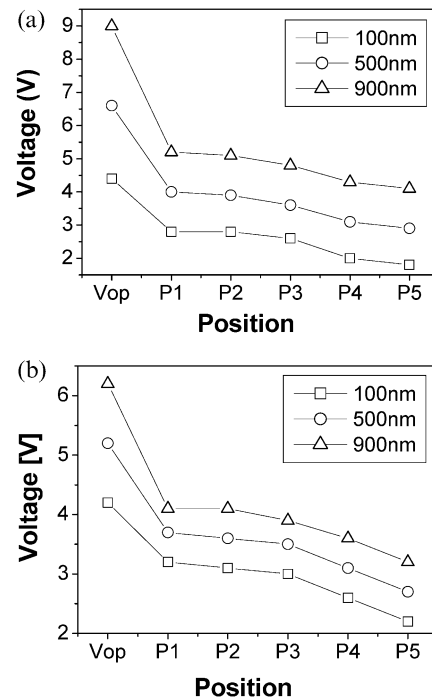 (a)
9
8
7
6
5
4
3
2
Voltage (V)
100nm
500nm
900nm
Vop P1 P2 P3 P4 P5
Position
(b)
6
5
4
3
2
Voltage [V]
100nm
500nm
900nm
Vop P1 P2 P3 P4 P5
Position